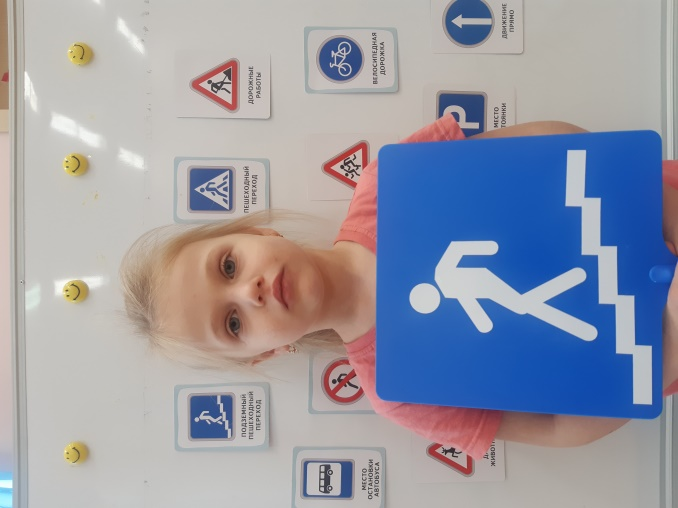 ПОДЗЕМНЫЙ
ПЕШЕХОДНЫЙ
ПЕРЕХОД
ПЕШЕХОДНЫЙ
ПЕРЕХОД
ДОРОЖНЫЕ
РАБОТЫ
МЕСТО
ОСТАНОВКИ
АВТОБУСА
ВЕЛОСИПЕДНАЯ
ДОРОЖКА
P
МЕСТО
ДВИЖЕНИЕ
ПРЯМО